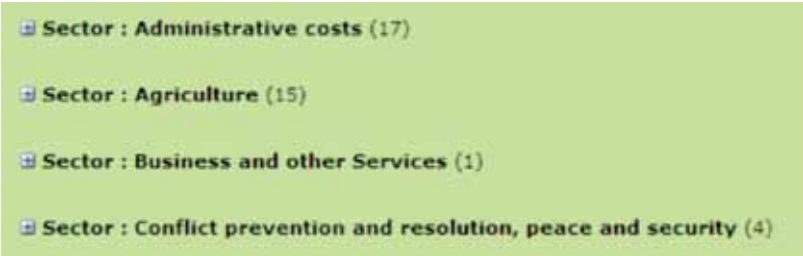 Sector : Administrative costs (17)
Sector : Agriculture (15)
Sector : Business and other Services (1)
Sector : Conflict prevention and resolution, peace and security (4)